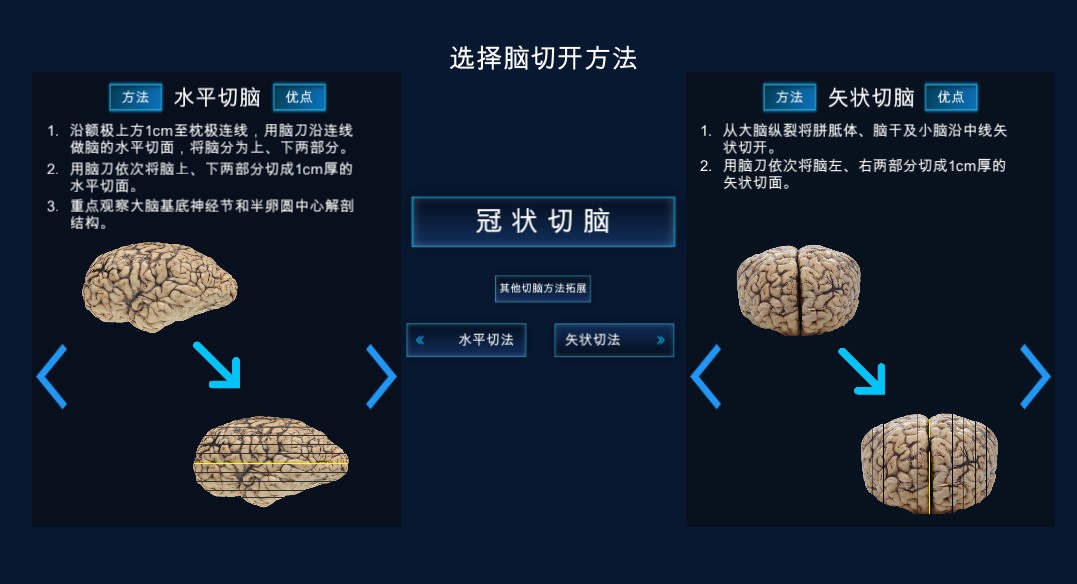 选择脑切开方法
方法 水平切脑 优点
1. 沿额极上方1cm至枕极连线，用脑刀沿连线
做脑的水平切面，将脑分为上、下两部分。
2. 用脑刀依次将脑上、下两部分切成1cm厚的
水平切面。
3. 重点观察大脑基底神经节和半卵圆中心解剖
结构。
冠状切脑
其他切脑方法拓展
« 水平切法
矢状切法 »
方法 矢状切脑 优点
1. 从大脑纵裂将胼胝体、脑干及小脑沿中线矢
状切开。
2. 用脑刀依次将脑左、右两部分切成1cm厚的
矢状切面。